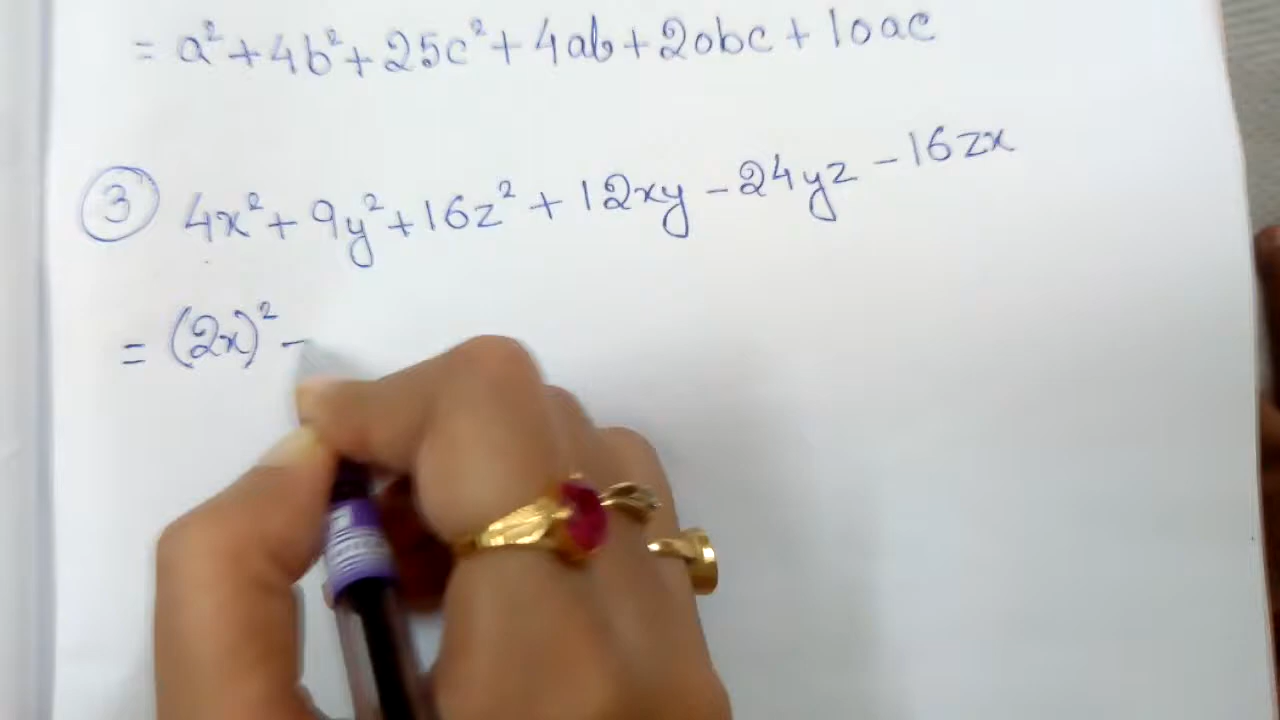 = a² + 4b² + 25c² + 4ab + 20bc + 10ac
③ 4x² + 9y² + 16z² + 12xy - 24yz - 16zx
= (2x)² -